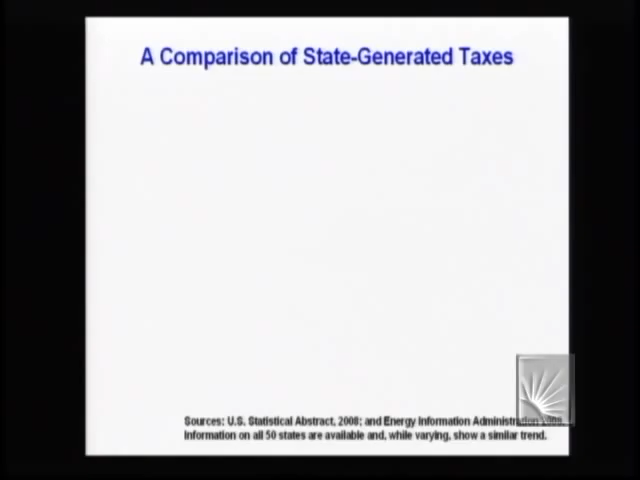 A Comparison of State-Generated Taxes
Sources: U.S. Statistical Abstract, 2008; and Energy Information Administration
Information on all 50 states are available and, while varying, show a similar trend.